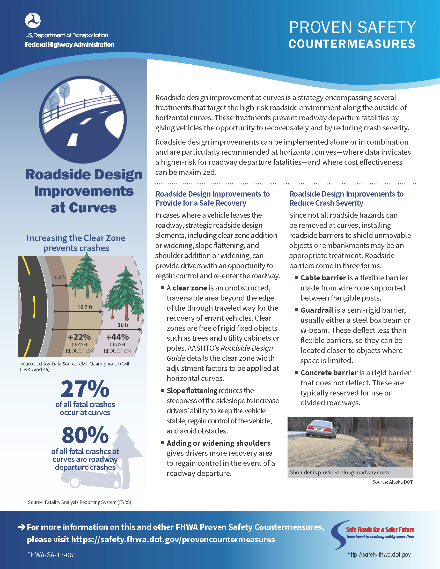 U.S. Department of Transportation
Federal Highway Administration
PROVEN SAFETY
COUNTERMEASURES
Roadside Design
Improvements
at Curves
Increasing the Clear Zone
prevents crashes
16.7 ft
30 ft
+22%
CRASH
REDUCTION
+44%
CRASH
REDUCTION
27%
of all fatal crashes
occur at curves
80%
of all fatal crashes at
curves are roadway
departure crashes
Source: Fatality Analysis Reporting System (FARS)
Roadside design improvement at curves is a strategy encompassing several
treatments that target the high-risk roadside environment along the outside of
horizontal curves. These treatments prevent roadway departure fatalities by
giving vehicles the opportunity to recover safely and by reducing crash severity.
Roadside design improvements can be implemented alone or in combination
and are particularly recommended at horizontal curves—where data indicates
a higher-risk for roadway departure fatalities—and where cost effectiveness
can be maximized.
Roadside Design Improvements to
Provide for a Safe Recovery
In cases where a vehicle leaves the
roadway, strategic roadside design
elements, including clear zone addition
or widening, slope flattening, and
shoulder addition or widening, can
provide drivers with an opportunity to
regain control and re-enter the roadway.
■ A clear zone is an unobstructed,
traversable area beyond the edge
of the through traveled way for the
recovery of errant vehicles. Clear
zones are free of rigid fixed objects
such as trees and utility cabinets or
poles. AASHTO's Roadside Design
Guide details the clear zone width
adjustment factors to be applied at
horizontal curves.
■ Slope flattening reduces the
steepness of the sideslope to increase
drivers' ability to keep the vehicle
stable, regain control of the vehicle,
and avoid obstacles.
■ Adding or widening shoulders
gives drivers more recovery area
to regain control in the event of a
roadway departure.
Roadside Design Improvements to
Reduce Crash Severity
Since not all roadside hazards can
be removed at curves, installing
roadside barriers to shield unmovable
objects or embankments may be an
appropriate treatment. Roadside
barriers come in three forms:
■ Cable barrier is a flexible barrier
made from wire rope supported
between frangible posts.
■ Guardrail is a semi-rigid barrier,
usually either a steel box beam or
W-beam. These deflect less than
flexible barriers, so they can be
located closer to objects where
space is limited.
■ Concrete barrier is a rigid barrier
that does not deflect. These are
typically reserved for use on
divided roadways.
Source: Alaska DOT
➔ For more information on this and other FHWA Proven Safety Countermeasures,
please visit https://safety.fhwa.dot.gov/provencountermeasures
Safe Roads for a Safer Future
Investment in roadway safety saves lives
http://safety.fhwa.dot.gov